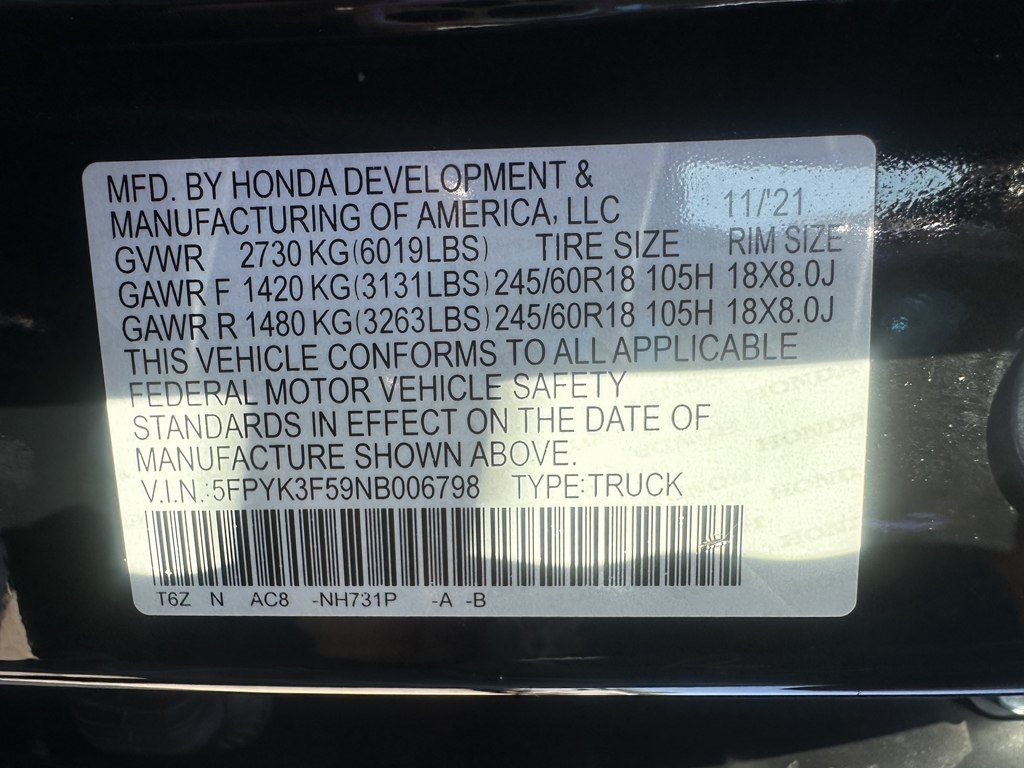 MFD. BY HONDA DEVELOPMENT &
MANUFACTURING OF AMERICA, LLC 11/'21
GVWR 2730 KG(6019LBS) TIRE SIZE RIM SIZE
GAWR F 1420 KG(3131LBS) 245/60R18 105H 18X8.0J
GAWR R 1480 KG(3263LBS) 245/60R18 105H 18X8.0J
THIS VEHICLE CONFORMS TO ALL APPLICABLE
FEDERAL MOTOR VEHICLE SAFETY
STANDARDS IN EFFECT ON THE DATE OF
MANUFACTURE SHOWN ABOVE.
V.I.N.:5FPYK3F59NB006798 TYPE:TRUCK
T6Z N AC8 -NH731P -A -B
HONDA
HONDA
HONDA